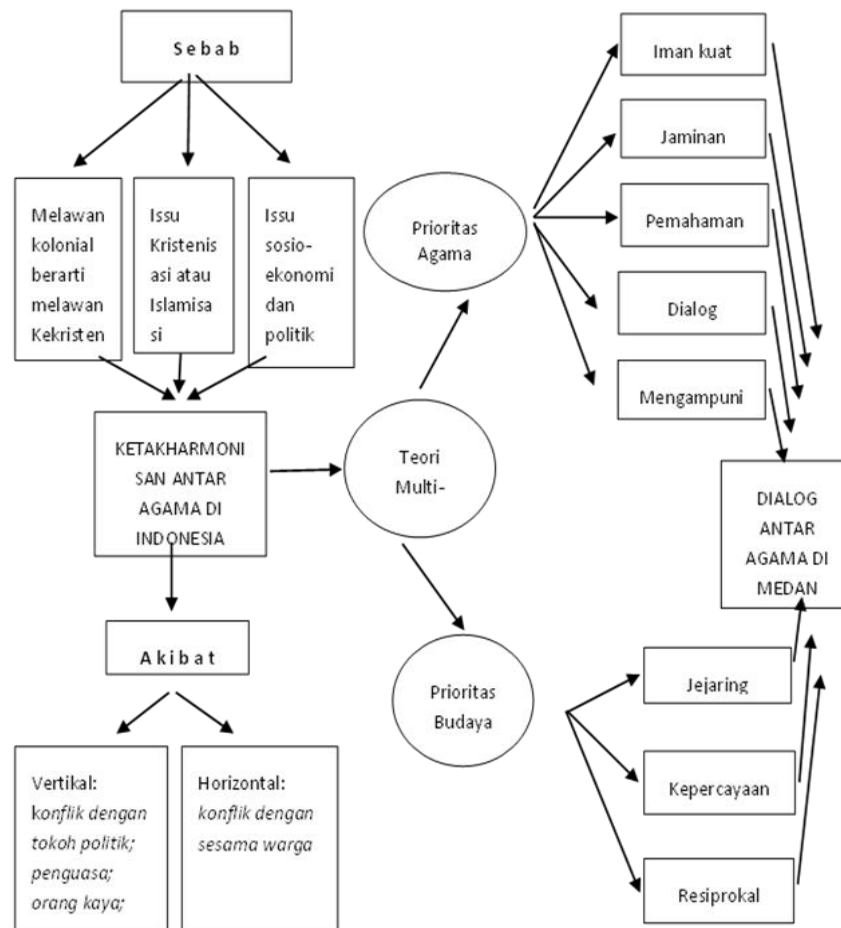 Sebab
Melawan
kolonial
berarti
melawan
Kekristen
Issu
Kristenis
asi atau
Islamisa
si
Issu
sosio-
ekonomi
dan
politik
KETAKHARMONI
SAN ANTAR
AGAMA DI
INDONESIA
Akibat
Vertikal:
konflik dengan
tokoh politik;
penguasa;
orang kaya;
Horizontal:
konflik dengan
sesama warga
Teori
Multi-
Prioritas
Agama
Prioritas
Budaya
Iman kuat
Jaminan
Pemahaman
Dialog
Mengampuni
DIALOG
ANTAR
AGAMA DI
MEDAN
Jejaring
Kepercayaan
Resiprokal